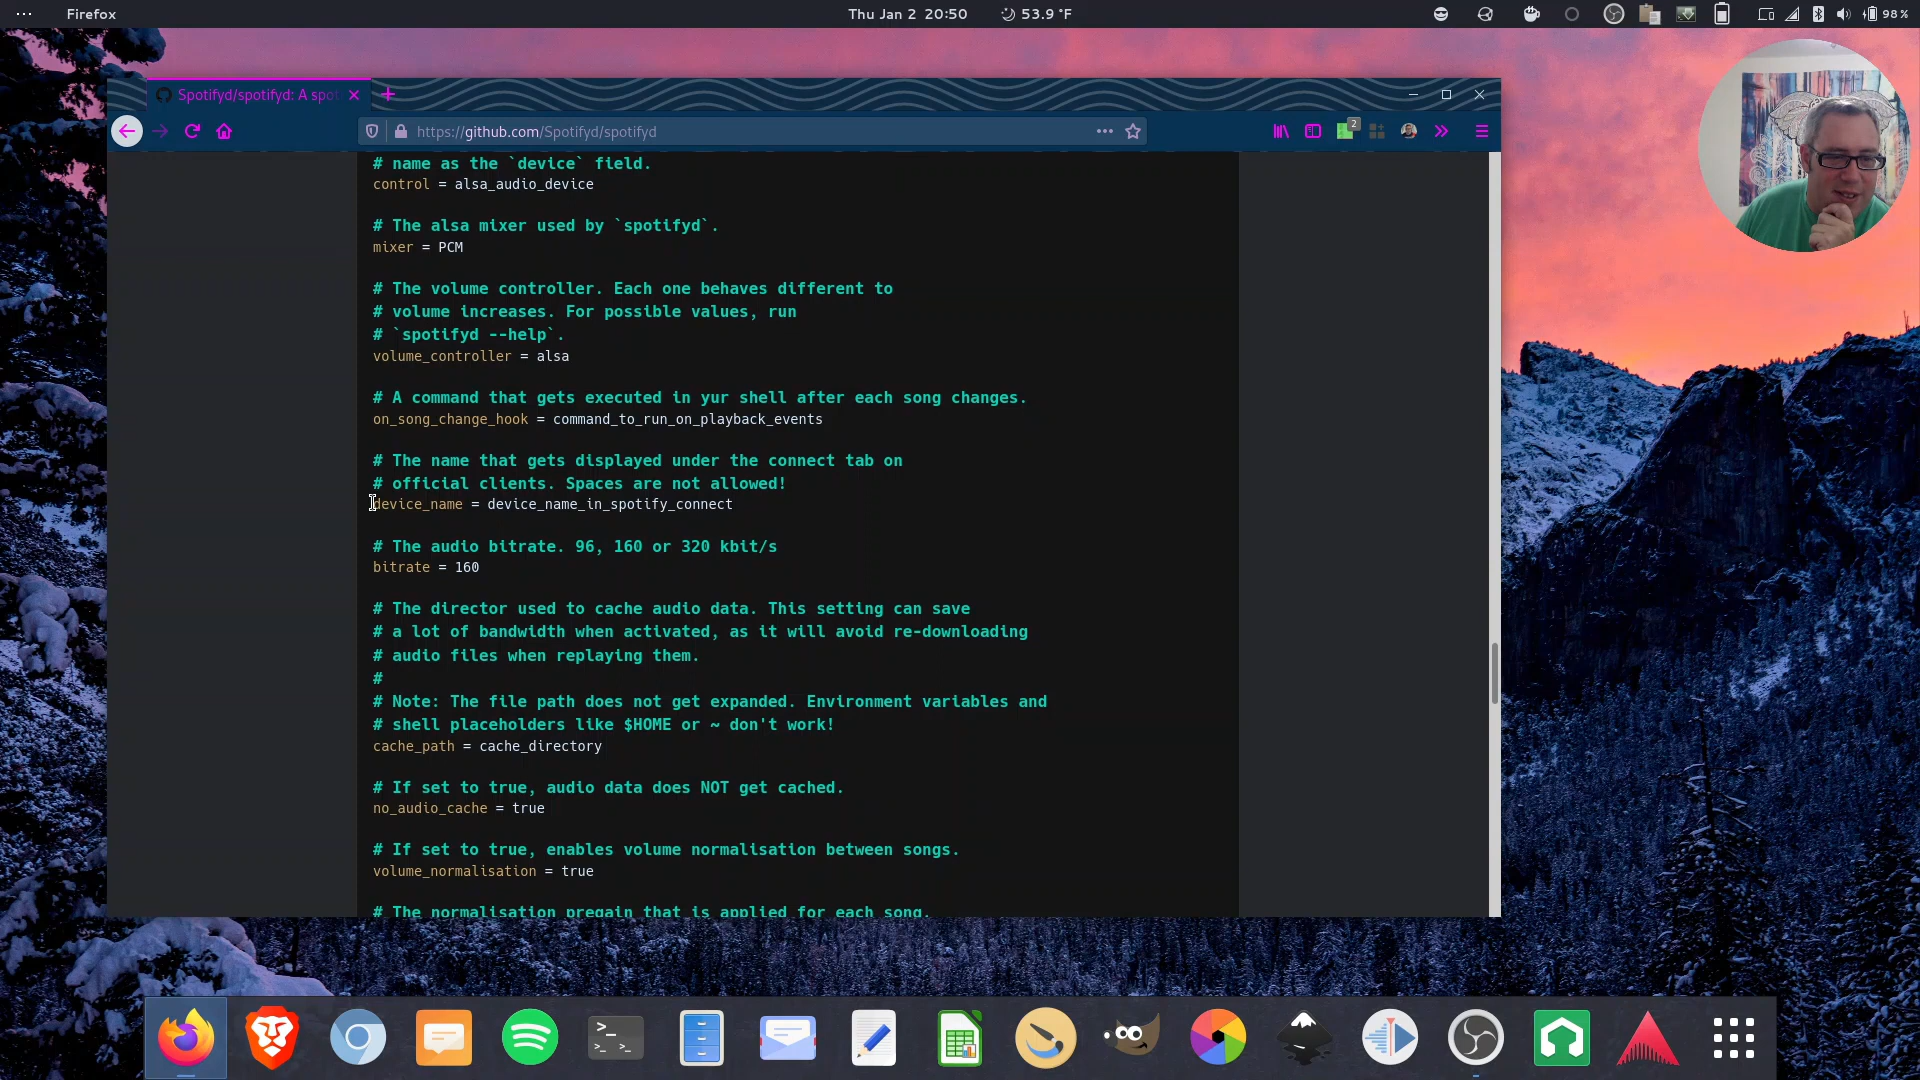 Firefox
Thu Jan 2 20:50
53.9 °F
98%
Spotifyd/spotifyd: A spot
https://github.com/Spotifyd/spotifyd
2
# name as the `device` field.
control = alsa_audio_device
# The alsa mixer used by `spotifyd`.
mixer = PCM
# The volume controller. Each one behaves different to
# volume increases. For possible values, run
# `spotifyd --help`.
volume_controller = alsa
# A command that gets executed in yur shell after each song changes.
on_song_change_hook = command_to_run_on_playback_events
# The name that gets displayed under the connect tab on
# official clients. Spaces are not allowed!
device_name = device_name_in_spotify_connect
# The audio bitrate. 96, 160 or 320 kbit/s
bitrate = 160
# The director used to cache audio data. This setting can save
# a lot of bandwidth when activated, as it will avoid re-downloading
# audio files when replaying them.
#
# Note: The file path does not get expanded. Environment variables and
# shell placeholders like $HOME or ~ don't work!
cache_path = cache_directory
# If set to true, audio data does NOT get cached.
no_audio_cache = true
# If set to true, enables volume normalisation between songs.
volume_normalisation = true
# The normalisation pregain that is applied for each song.